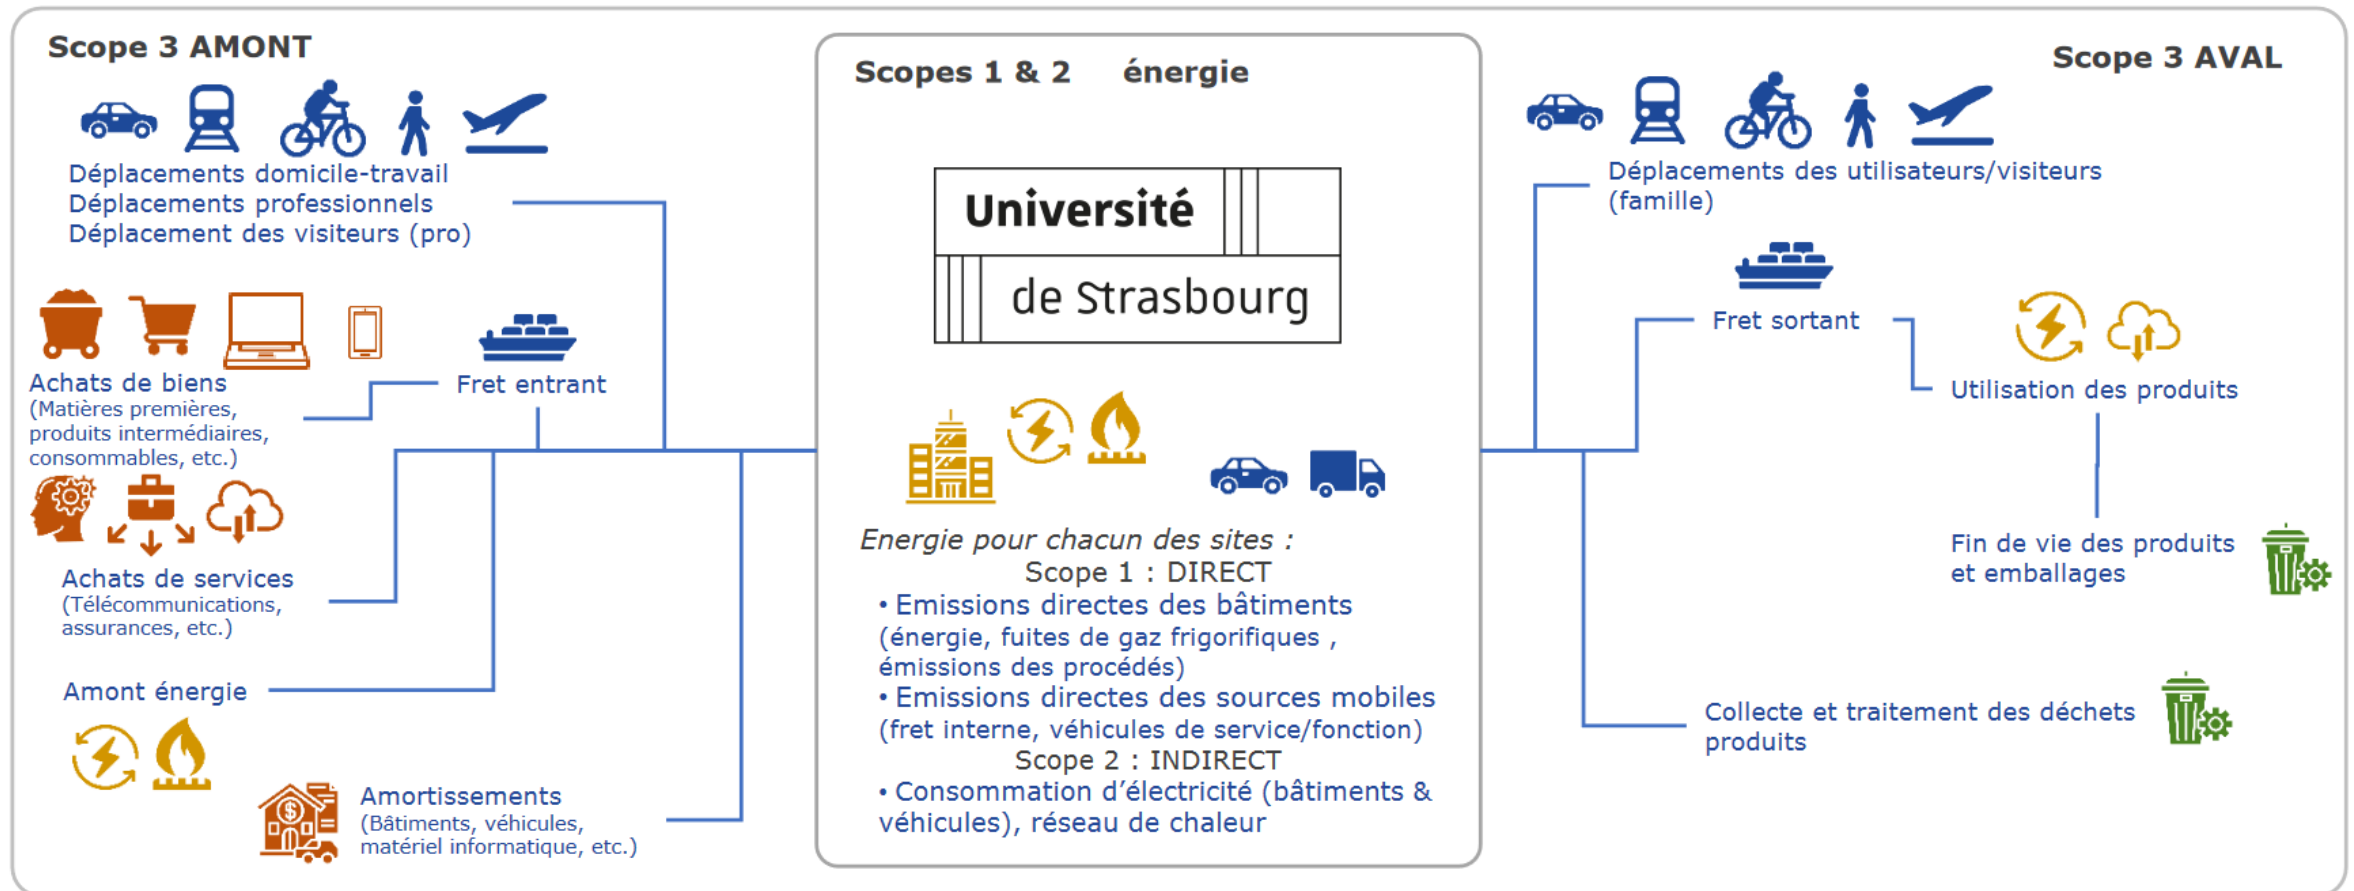 Scope 3 AMONT
Déplacements domicile-travail
Déplacements professionnels
Déplacement des visiteurs (pro)
Achats de biens
(Matières premières,
produits intermédiaires,
consommables, etc.)
Fret entrant
Achats de services
(Télécommunications,
assurances, etc.)
Amont énergie
Amortissements
(Bâtiments, véhicules,
matériel informatique, etc.)
Scopes 1 & 2 énergie
Université
de Strasbourg
Energie pour chacun des sites :
Scope 1 : DIRECT
• Emissions directes des bâtiments
(énergie, fuites de gaz frigorifiques ,
émissions des procédés)
• Emissions directes des sources mobiles
(fret interne, véhicules de service/fonction)
Scope 2 : INDIRECT
• Consommation d’électricité (bâtiments &
véhicules), réseau de chaleur
Scope 3 AVAL
Déplacements des utilisateurs/visiteurs
(famille)
Fret sortant
Utilisation des produits
Fin de vie des produits
et emballages
Collecte et traitement des déchets
produits